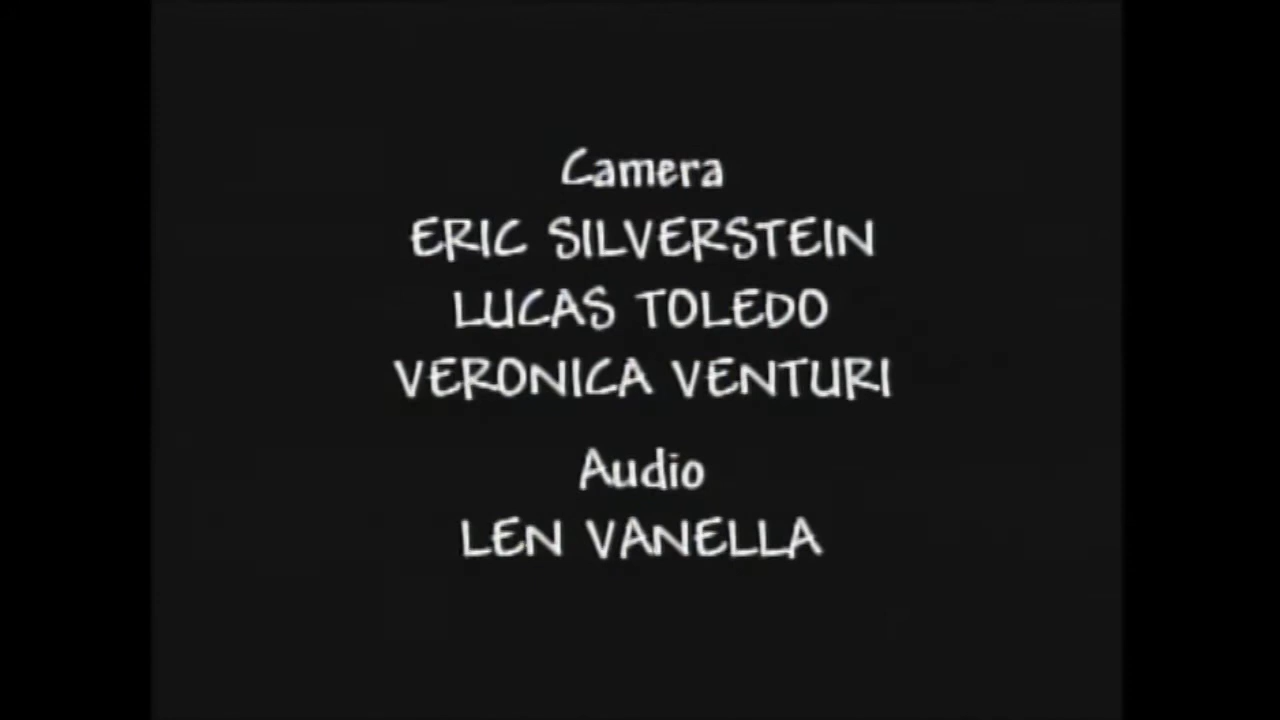 Camera
ERIC SILVERSTEIN
LUCAS TOLEDO
VERONICA VENTURI
Audio
LEN VANELLA